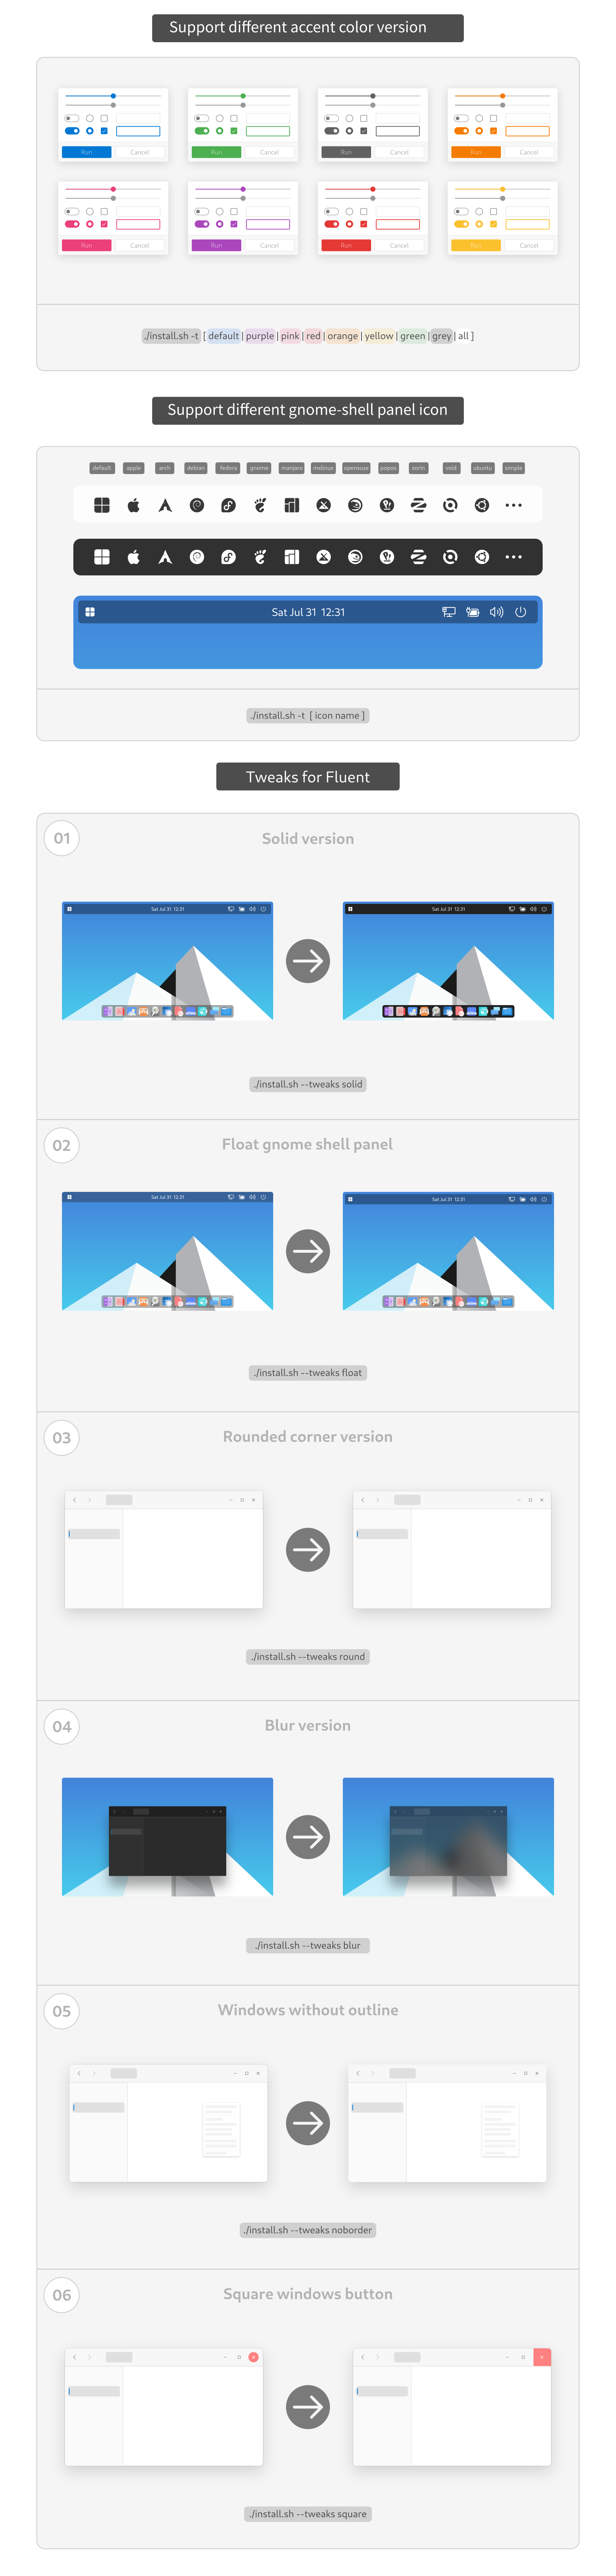 Support different accent color version
Run Cancel Run Cancel Run Cancel Run Cancel
Run Cancel Run Cancel Run Cancel Run Cancel
./install.sh -t [ default | purple | pink | red | orange | yellow | green | grey | all ]
Support different gnome-shell panel icon
default apple arch debian fedora gnome manjaro mxlinux opensuse popos zorin void ubuntu simple
Sat Jul 31 12:31
./install.sh -t [ icon name ]
Tweaks for Fluent
01 Solid version
Sat Jul 31 12:31 Sat Jul 31 12:31
./install.sh --tweaks solid
02 Float gnome shell panel
Sat Jul 31 12:31 Sat Jul 31 12:31
./install.sh --tweaks float
03 Rounded corner version
./install.sh --tweaks round
04 Blur version
./install.sh --tweaks blur
05 Windows without outline
./install.sh --tweaks noborder
06 Square windows button
./install.sh --tweaks square